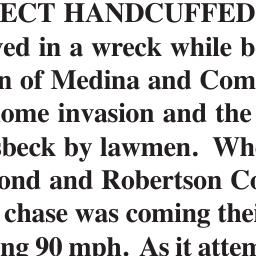 ECT HANDCUFFED
ved in a wreck while b
n of Medina and Com
ome invasion and the
sbeck by lawmen. Wh
ond and Robertson Co
chase was coming thei
ng 90 mph. As it attem